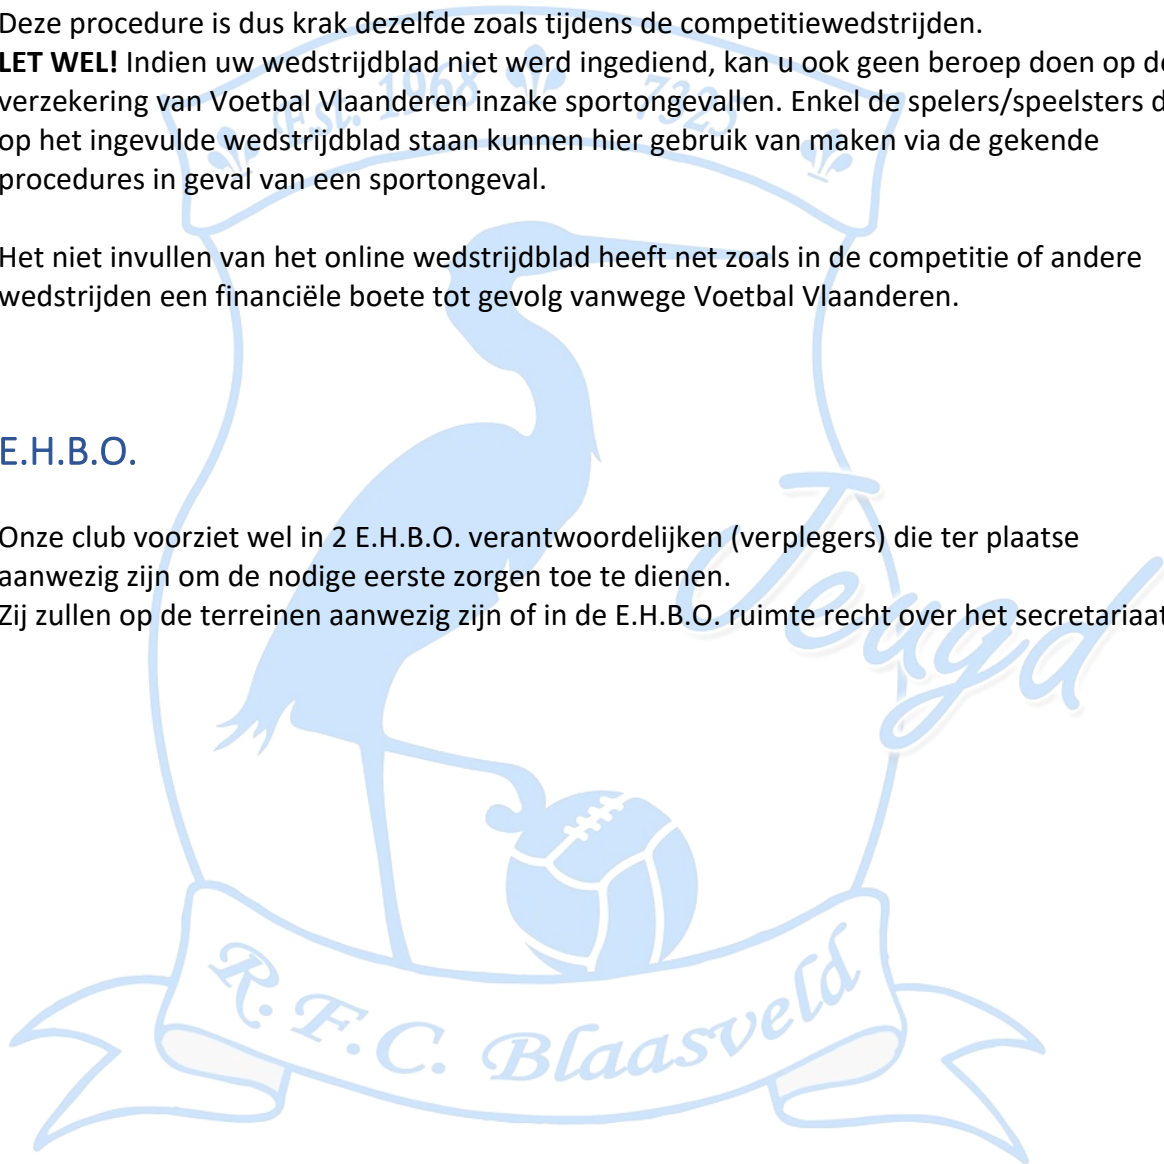 Deze procedure is dus krak dezelfde zoals tijdens de competitiewedstrijden.
LET WEL! Indien uw wedstrijdblad niet werd ingediend, kan u ook geen beroep doen op de
verzekering van Voetbal Vlaanderen inzake sportongevallen. Enkel de spelers/speelsters d
op het ingevulde wedstrijdblad staan kunnen hier gebruik van maken via de gekende
procedures in geval van een sportongeval.
Het niet invullen van het online wedstrijdblad heeft net zoals in de competitie of andere
wedstrijden een financiële boete tot gevolg vanwege Voetbal Vlaanderen.
E.H.B.O.
Onze club voorziet wel in 2 E.H.B.O. verantwoordelijken (verplegers) die ter plaatse
aanwezig zijn om de nodige eerste zorgen toe te dienen.
Zij zullen op de terreinen aanwezig zijn of in de E.H.B.O. ruimte recht over het secretariaat
Est. 1968 7325
Jeugd
R.F.C. Blaasveld